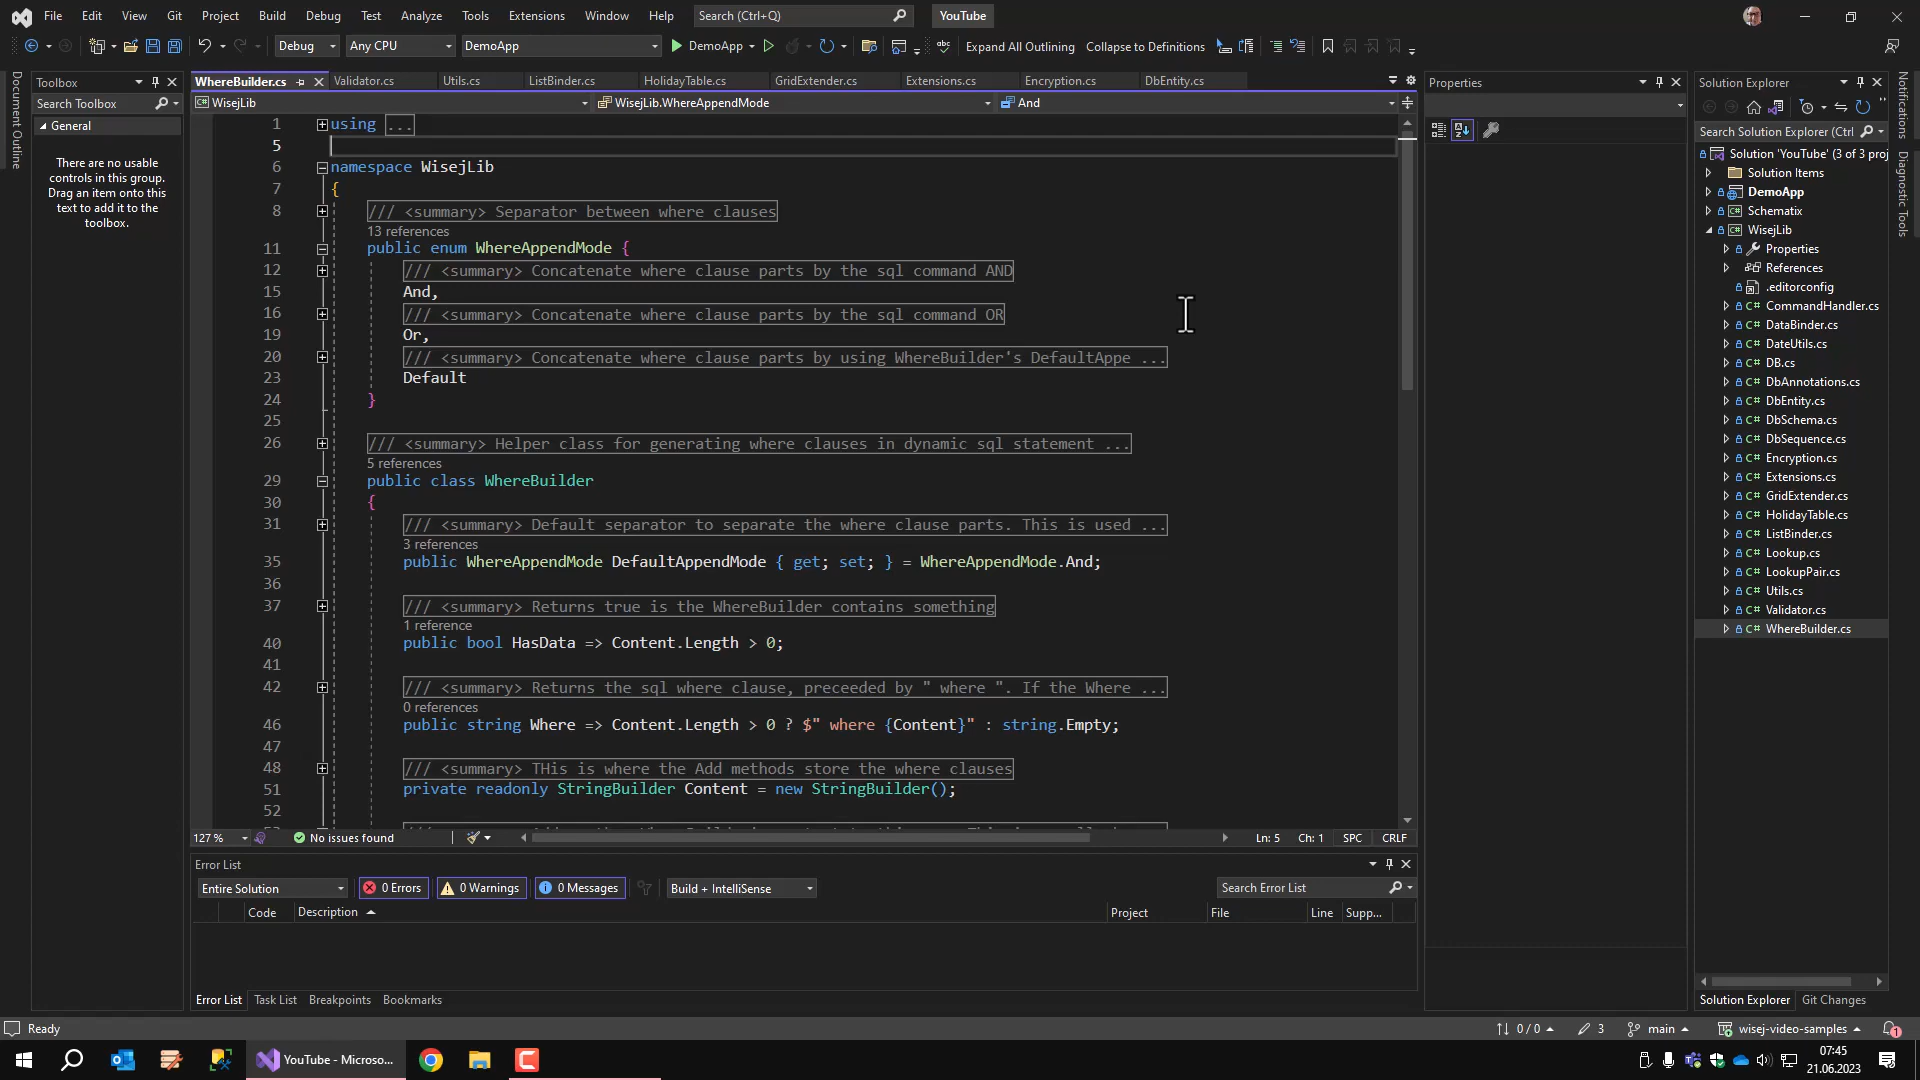 File Edit View Git Project Build Debug Test Analyze Tools Extensions Window Help Search (Ctrl+Q) YouTube
Debug Any CPU DemoApp DemoApp Expand All Outlining Collapse to Definitions
Document Outline
Toolbox
Search Toolbox
General
There are no usable
controls in this group.
Drag an item onto this
text to add it to the
toolbox.
WhereBuilder.cs Validator.cs Utils.cs ListBinder.cs HolidayTable.cs GridExtender.cs Extensions.cs Encryption.cs DbEntity.cs
WisejLib WisejLib.WhereAppendMode And
1 using ...
5
6 namespace WisejLib
7 {
8 /// <summary> Separator between where clauses
13 references
11 public enum WhereAppendMode {
12 /// <summary> Concatenate where clause parts by the sql command AND
15 And,
16 /// <summary> Concatenate where clause parts by the sql command OR
19 Or,
20 /// <summary> Concatenate where clause parts by using WhereBuilder's DefaultAppe ...
23 Default
24 }
25
26 /// <summary> Helper class for generating where clauses in dynamic sql statement ...
5 references
29 public class WhereBuilder
30 {
31 /// <summary> Default separator to separate the where clause parts. This is used ...
3 references
35 public WhereAppendMode DefaultAppendMode { get; set; } = WhereAppendMode.And;
36
37 /// <summary> Returns true is the WhereBuilder contains something
1 reference
40 public bool HasData => Content.Length > 0;
41
42 /// <summary> Returns the sql where clause, preceeded by " where ". If the Where ...
0 references
46 public string Where => Content.Length > 0 ? $" where {Content}" : string.Empty;
47
48 /// <summary> THis is where the Add methods store the where clauses
51 private readonly StringBuilder Content = new StringBuilder();
52
127 % No issues found Ln: 5 Ch: 1 SPC CRLF
Error List
Entire Solution 0 Errors 0 Warnings 0 Messages Build + IntelliSense Search Error List
Code Description Project File Line Supp...
Error List Task List Breakpoints Bookmarks
Properties
Solution Explorer
Search Solution Explorer (Ctrl
Solution 'YouTube' (3 of 3 proj
Solution Items
DemoApp
Schematix
WisejLib
Properties
References
.editorconfig
CommandHandler.cs
DataBinder.cs
DateUtils.cs
DB.cs
DbAnnotations.cs
DbEntity.cs
DbSchema.cs
DbSequence.cs
Encryption.cs
Extensions.cs
GridExtender.cs
HolidayTable.cs
ListBinder.cs
Lookup.cs
LookupPair.cs
Utils.cs
Validator.cs
WhereBuilder.cs
Solution Explorer Git Changes
Notifications
Diagnostic Tools
Ready 0 / 0 3 main wisej-video-samples 1
YouTube - Microso...
07:45
21.06.2023